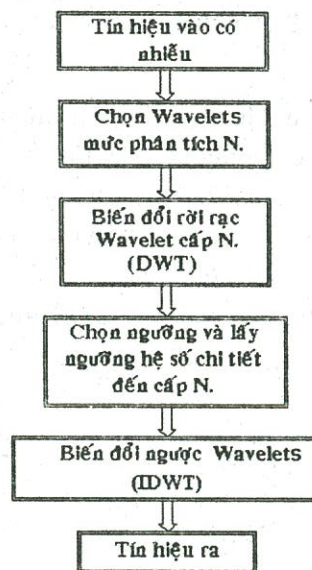 Tín hiệu vào có
nhiễu
Chọn Wavelets
mức phân tích N.
Biến đổi rời rạc
Wavelet cấp N.
(DWT)
Chọn ngưỡng và lấy
ngưỡng hệ số chi tiết
đến cấp N.
Biến đổi ngược Wavelets
(IDWT)
Tín hiệu ra